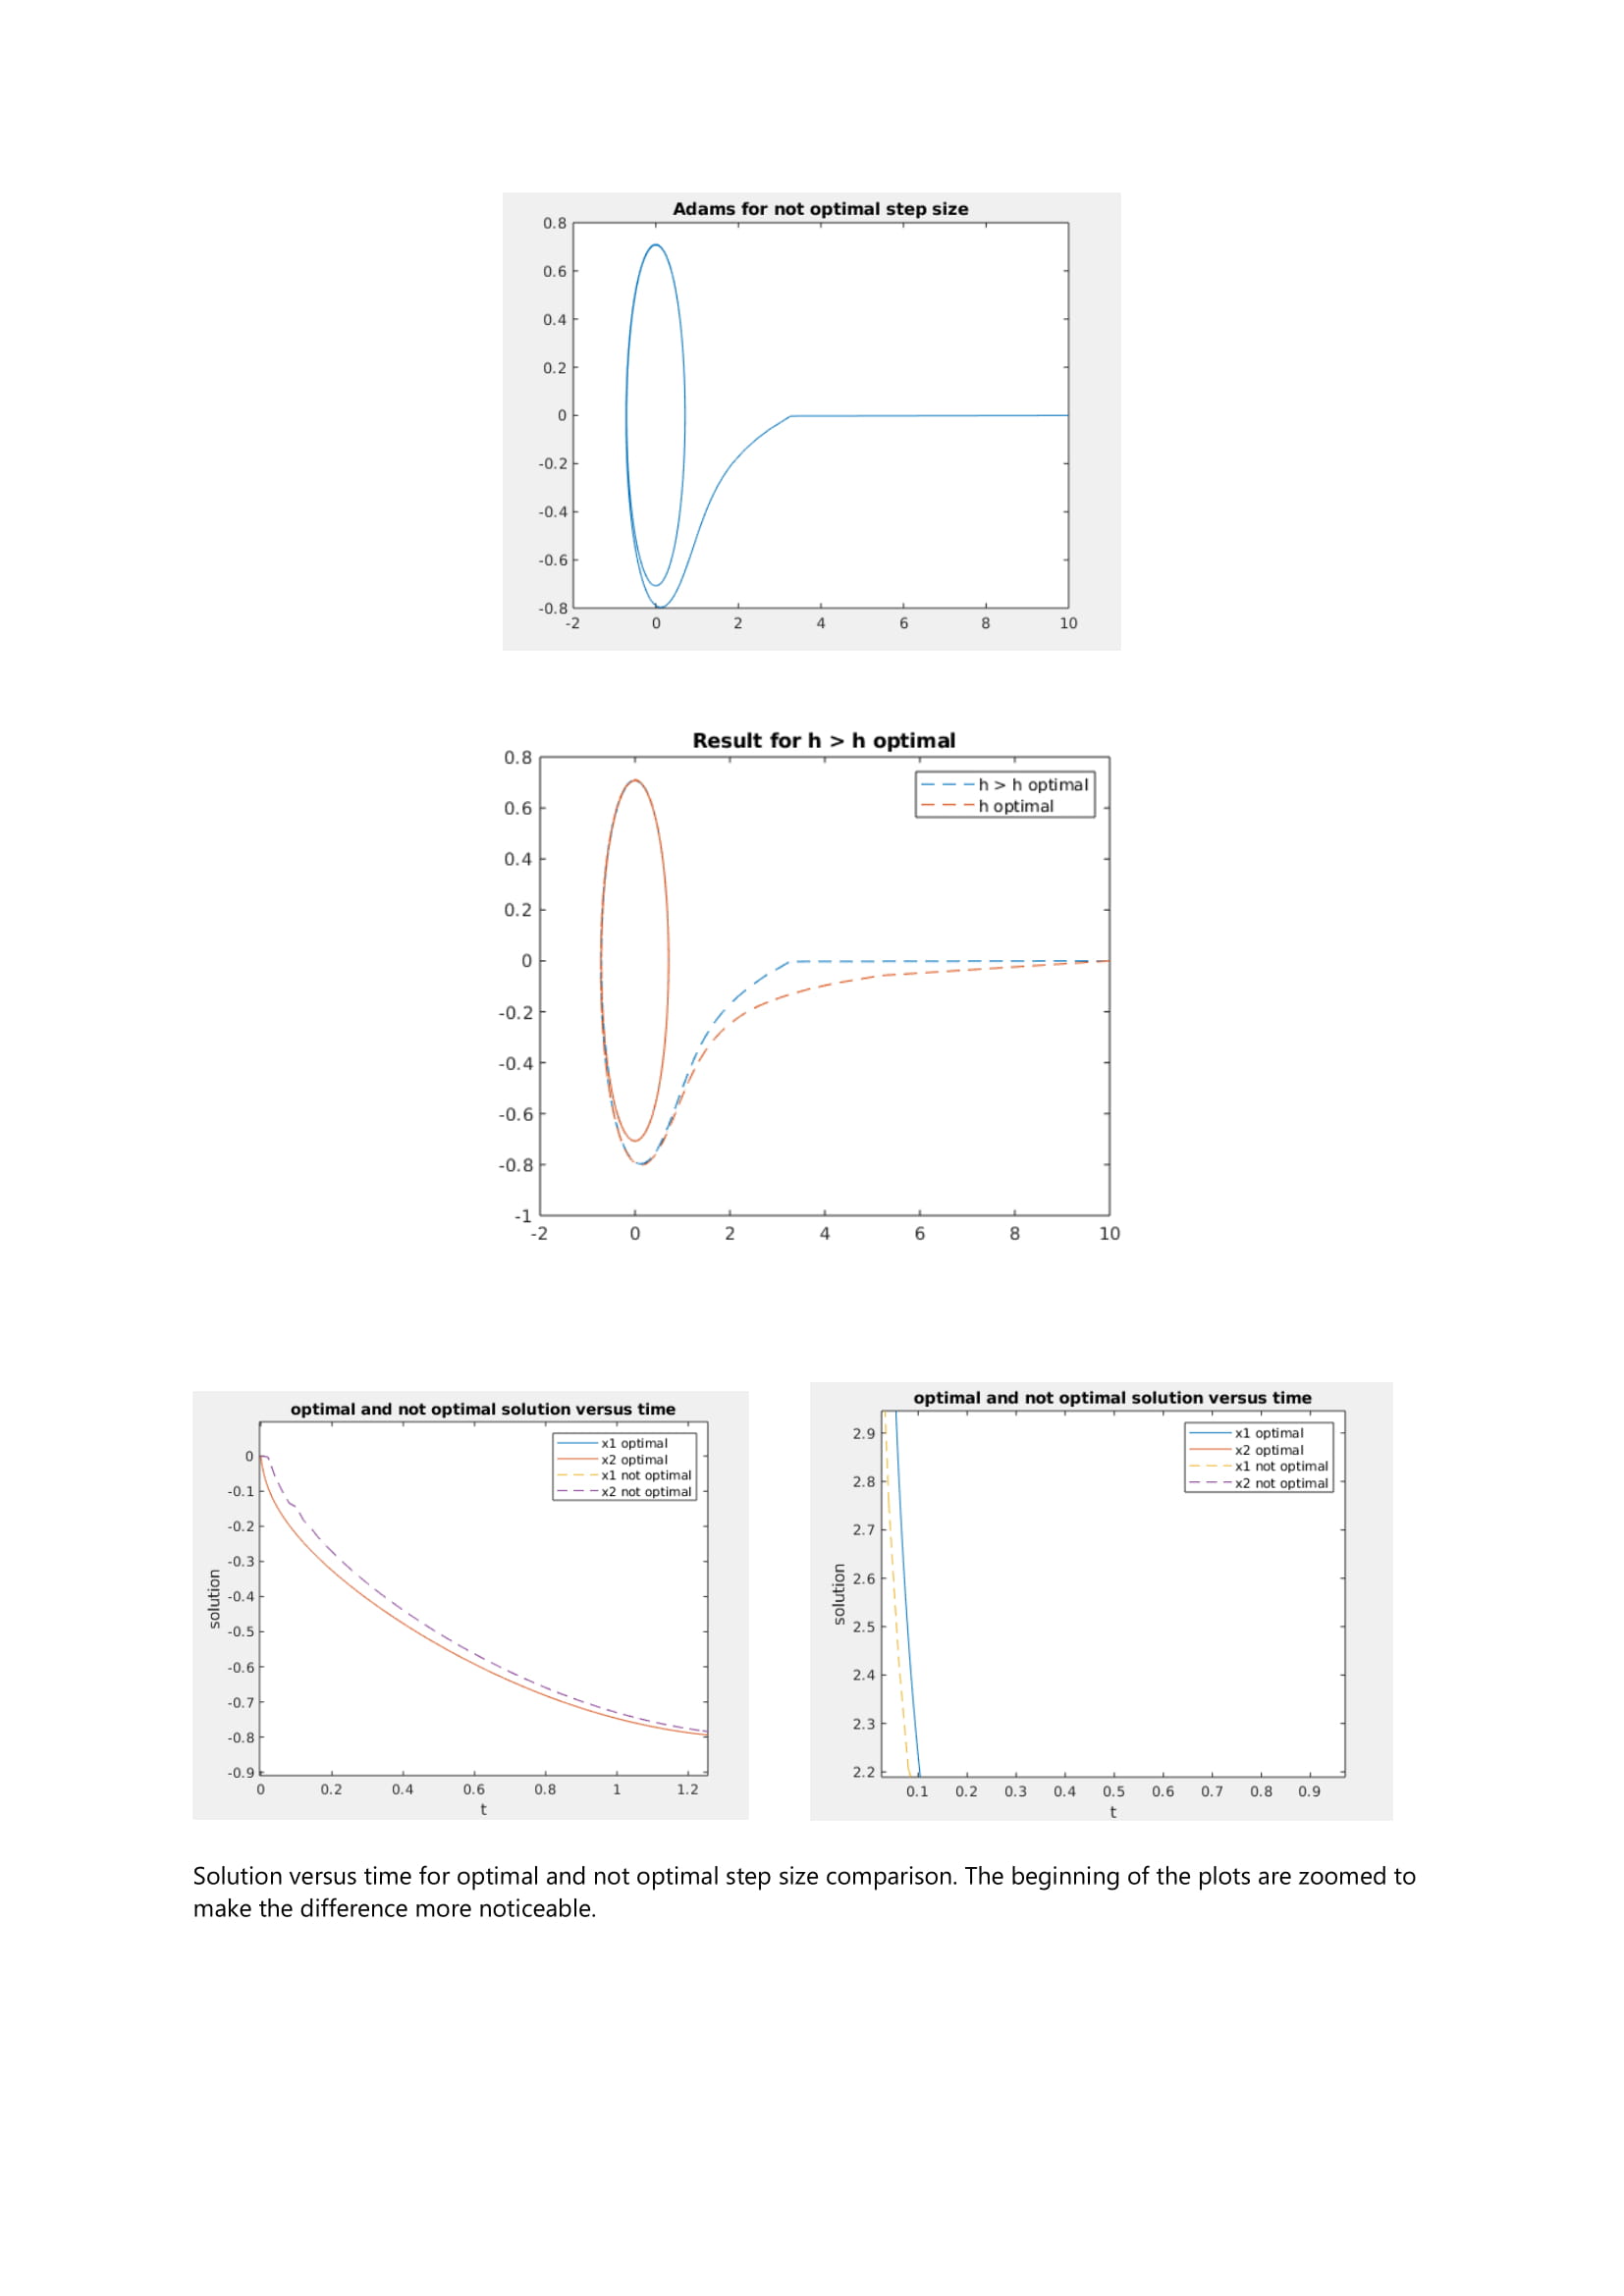 Adams for not optimal step size
0.8
0.6
0.4
0.2
0
-0.2
-0.4
-0.6
-0.8
-2 0 2 4 6 8 10
Result for h > h optimal
0.8
0.6
0.4
0.2
0
-0.2
-0.4
-0.6
-0.8
-1
-2 0 2 4 6 8 10
h > h optimal
h optimal
optimal and not optimal solution versus time
0
-0.1
-0.2
-0.3
-0.4
-0.5
-0.6
-0.7
-0.8
-0.9
solution
0 0.2 0.4 0.6 0.8 1 1.2
t
x1 optimal
x2 optimal
x1 not optimal
x2 not optimal
optimal and not optimal solution versus time
2.9
2.8
2.7
2.6
2.5
2.4
2.3
2.2
solution
0.1 0.2 0.3 0.4 0.5 0.6 0.7 0.8 0.9
t
x1 optimal
x2 optimal
x1 not optimal
x2 not optimal
Solution versus time for optimal and not optimal step size comparison. The beginning of the plots are zoomed to
make the difference more noticeable.